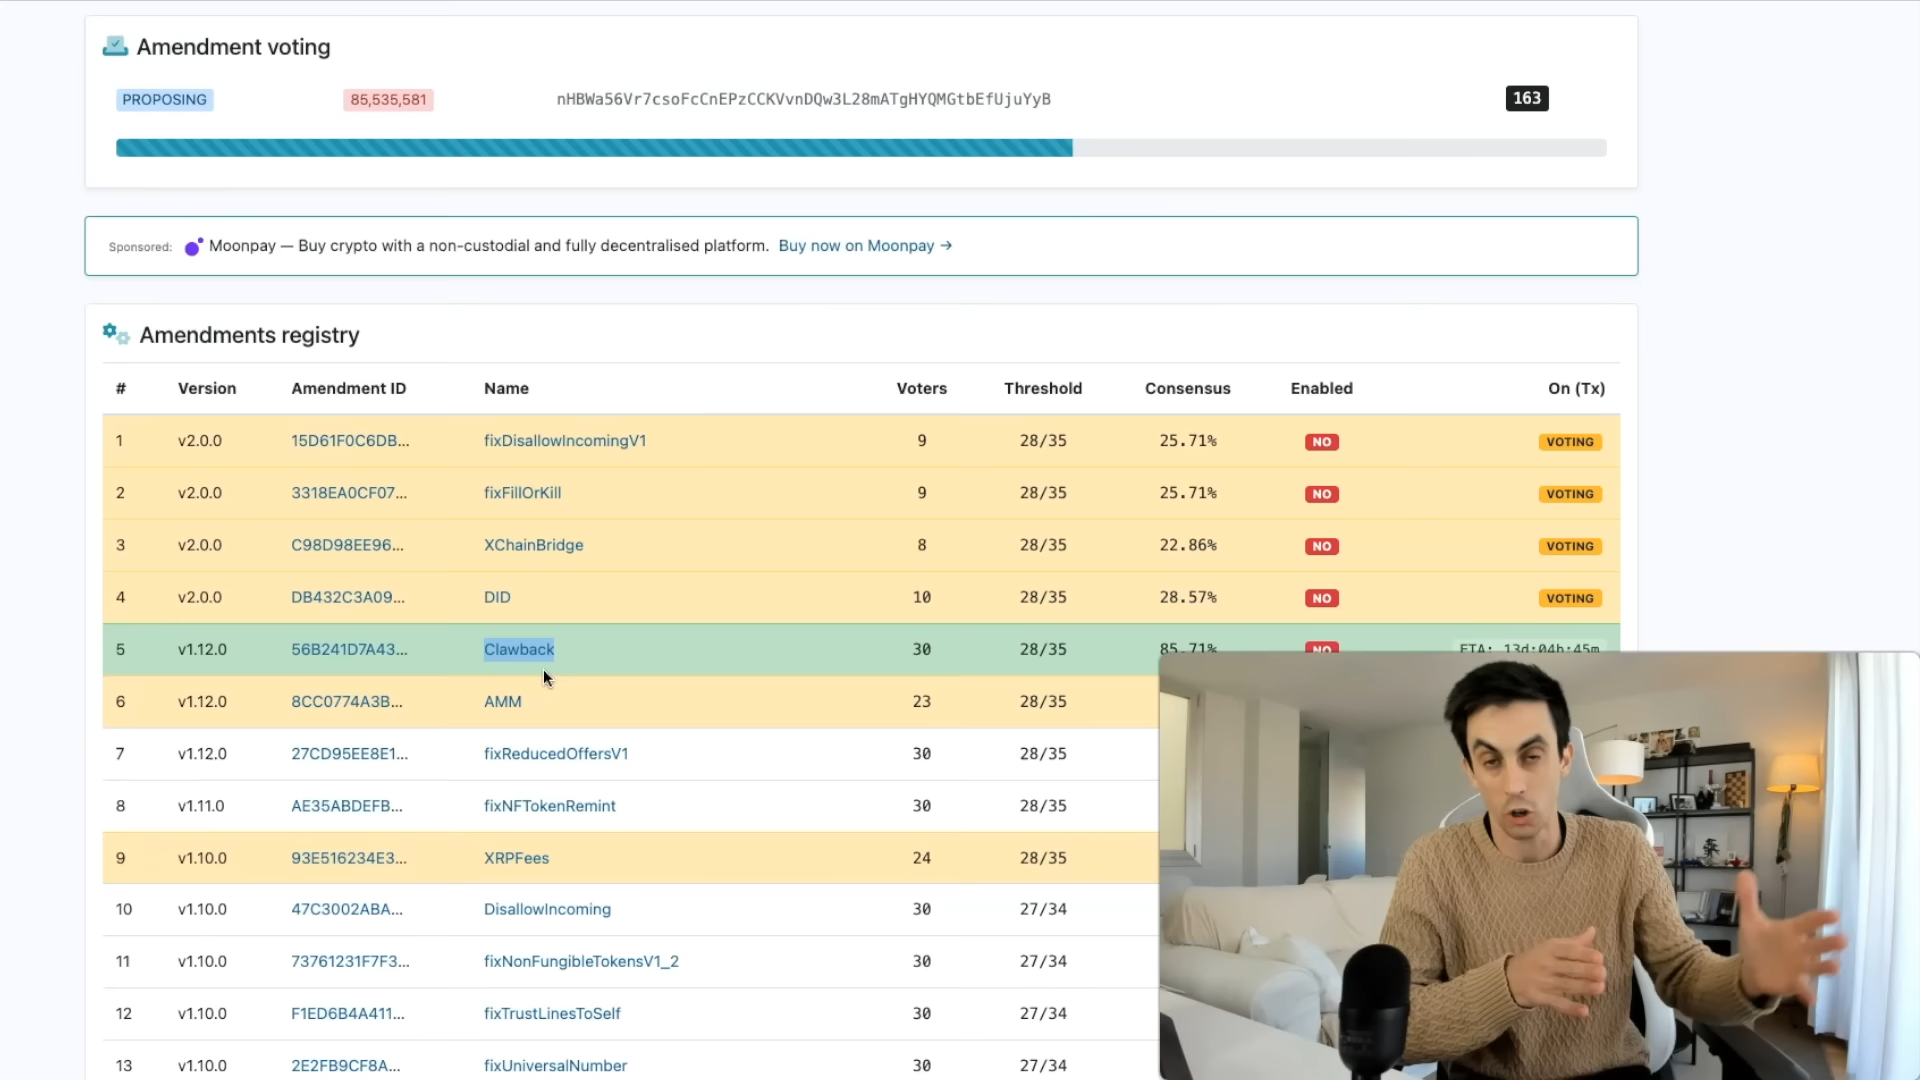 Amendment voting
PROPOSING 85,535,581 nHBWa56Vr7csoFcCnEPzCCKVvnDQw3L28mATgHYQMGtbEfUjuYyB 163
Sponsored: Moonpay — Buy crypto with a non-custodial and fully decentralised platform. Buy now on Moonpay →
Amendments registry
# Version Amendment ID Name Voters Threshold Consensus Enabled On (Tx)
1 v2.0.0 15D61F0C6DB... fixDisallowIncomingV1 9 28/35 25.71% NO VOTING
2 v2.0.0 3318EA0CF07... fixFillOrKill 9 28/35 25.71% NO VOTING
3 v2.0.0 C98D98EE96... XChainBridge 8 28/35 22.86% NO VOTING
4 v2.0.0 DB432C3A09... DID 10 28/35 28.57% NO VOTING
5 v1.12.0 56B241D7A43... Clawback 30 28/35 85.71% NO ETA: 13d:04h:45m
6 v1.12.0 8CC0774A3B... AMM 23 28/35
7 v1.12.0 27CD95EE8E1... fixReducedOffersV1 30 28/35
8 v1.11.0 AE35ABDEFB... fixNFTokenRemint 30 28/35
9 v1.10.0 93E516234E3... XRPFees 24 28/35
10 v1.10.0 47C3002ABA... DisallowIncoming 30 27/34
11 v1.10.0 73761231F7F3... fixNonFungibleTokensV1_2 30 27/34
12 v1.10.0 F1ED6B4A411... fixTrustLinesToSelf 30 27/34
13 v1.10.0 2E2FB9CF8A... fixUniversalNumber 30 27/34